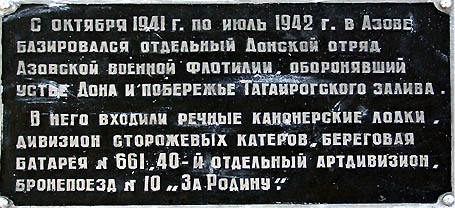 С октября 1941 г. по июль 1942 г. в Азове
базировался отдельный Донской отряд
Азовской военной флотилии, оборонявший
устье Дона и побережье Таганрогского залива.
В него входили речные канонерские лодки,
дивизион сторожевых катеров, береговая
батарея № 661, 40-й отдельный артдивизион,
бронепоезд № 10 „За Родину“